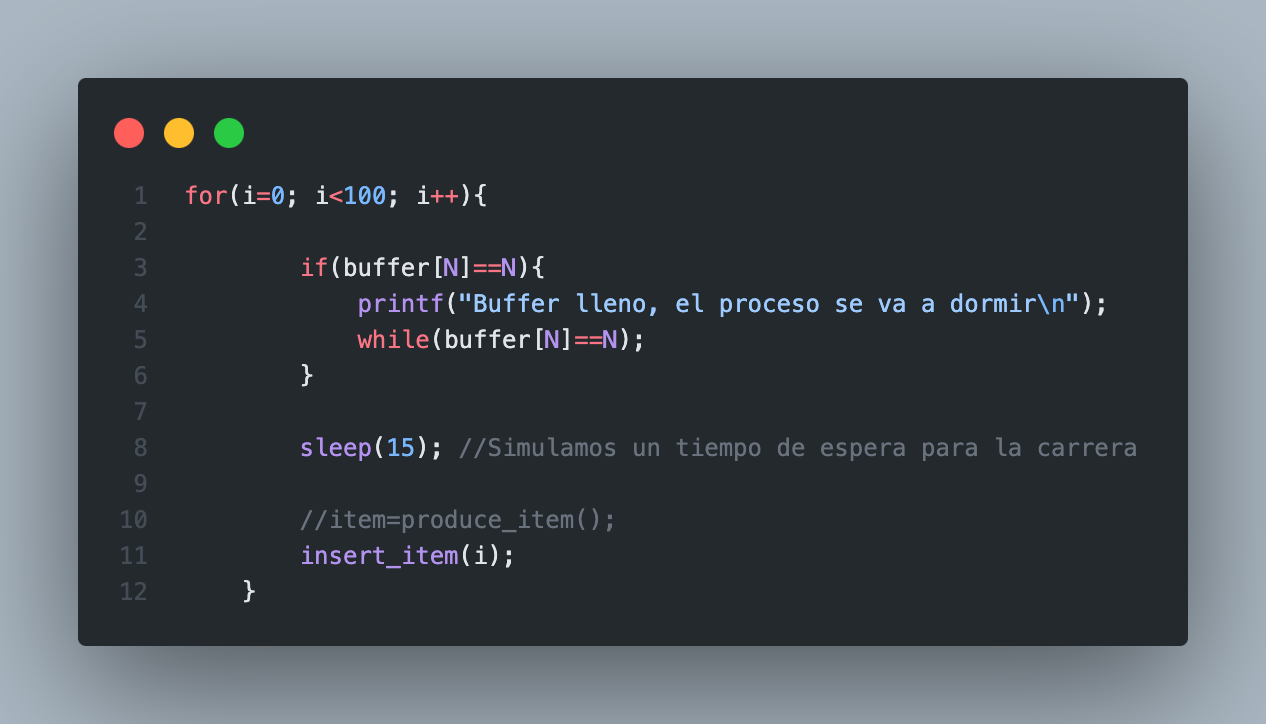 1 for(i=0; i<100; i++){
2
3 if(buffer[N]==N){
4 printf("Buffer lleno, el proceso se va a dormir\n");
5 while(buffer[N]==N);
6 }
7
8 sleep(15); //Simulamos un tiempo de espera para la carrera
9
10 //item=produce_item();
11 insert_item(i);
12 }